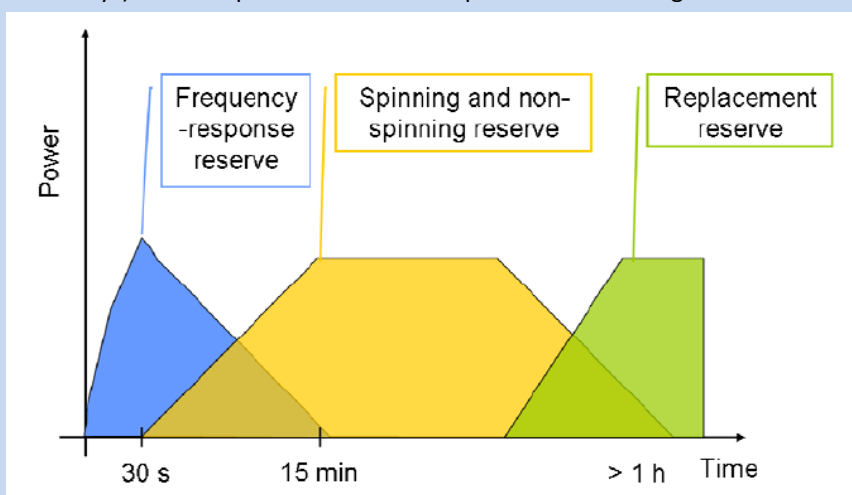 Frequency
-response
reserve
Spinning and non-
spinning reserve
Replacement
reserve
Power
30 s
15 min
> 1 h
Time